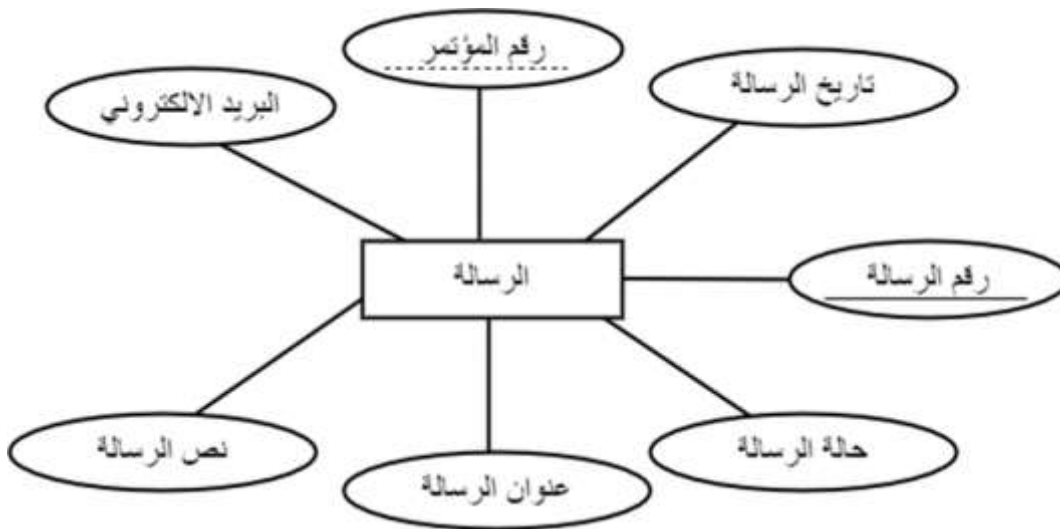 رقم المؤتمر
تاريخ الرسالة
البريد الالكتروني
الرسالة
رقم الرسالة
نص الرسالة
عنوان الرسالة
حالة الرسالة